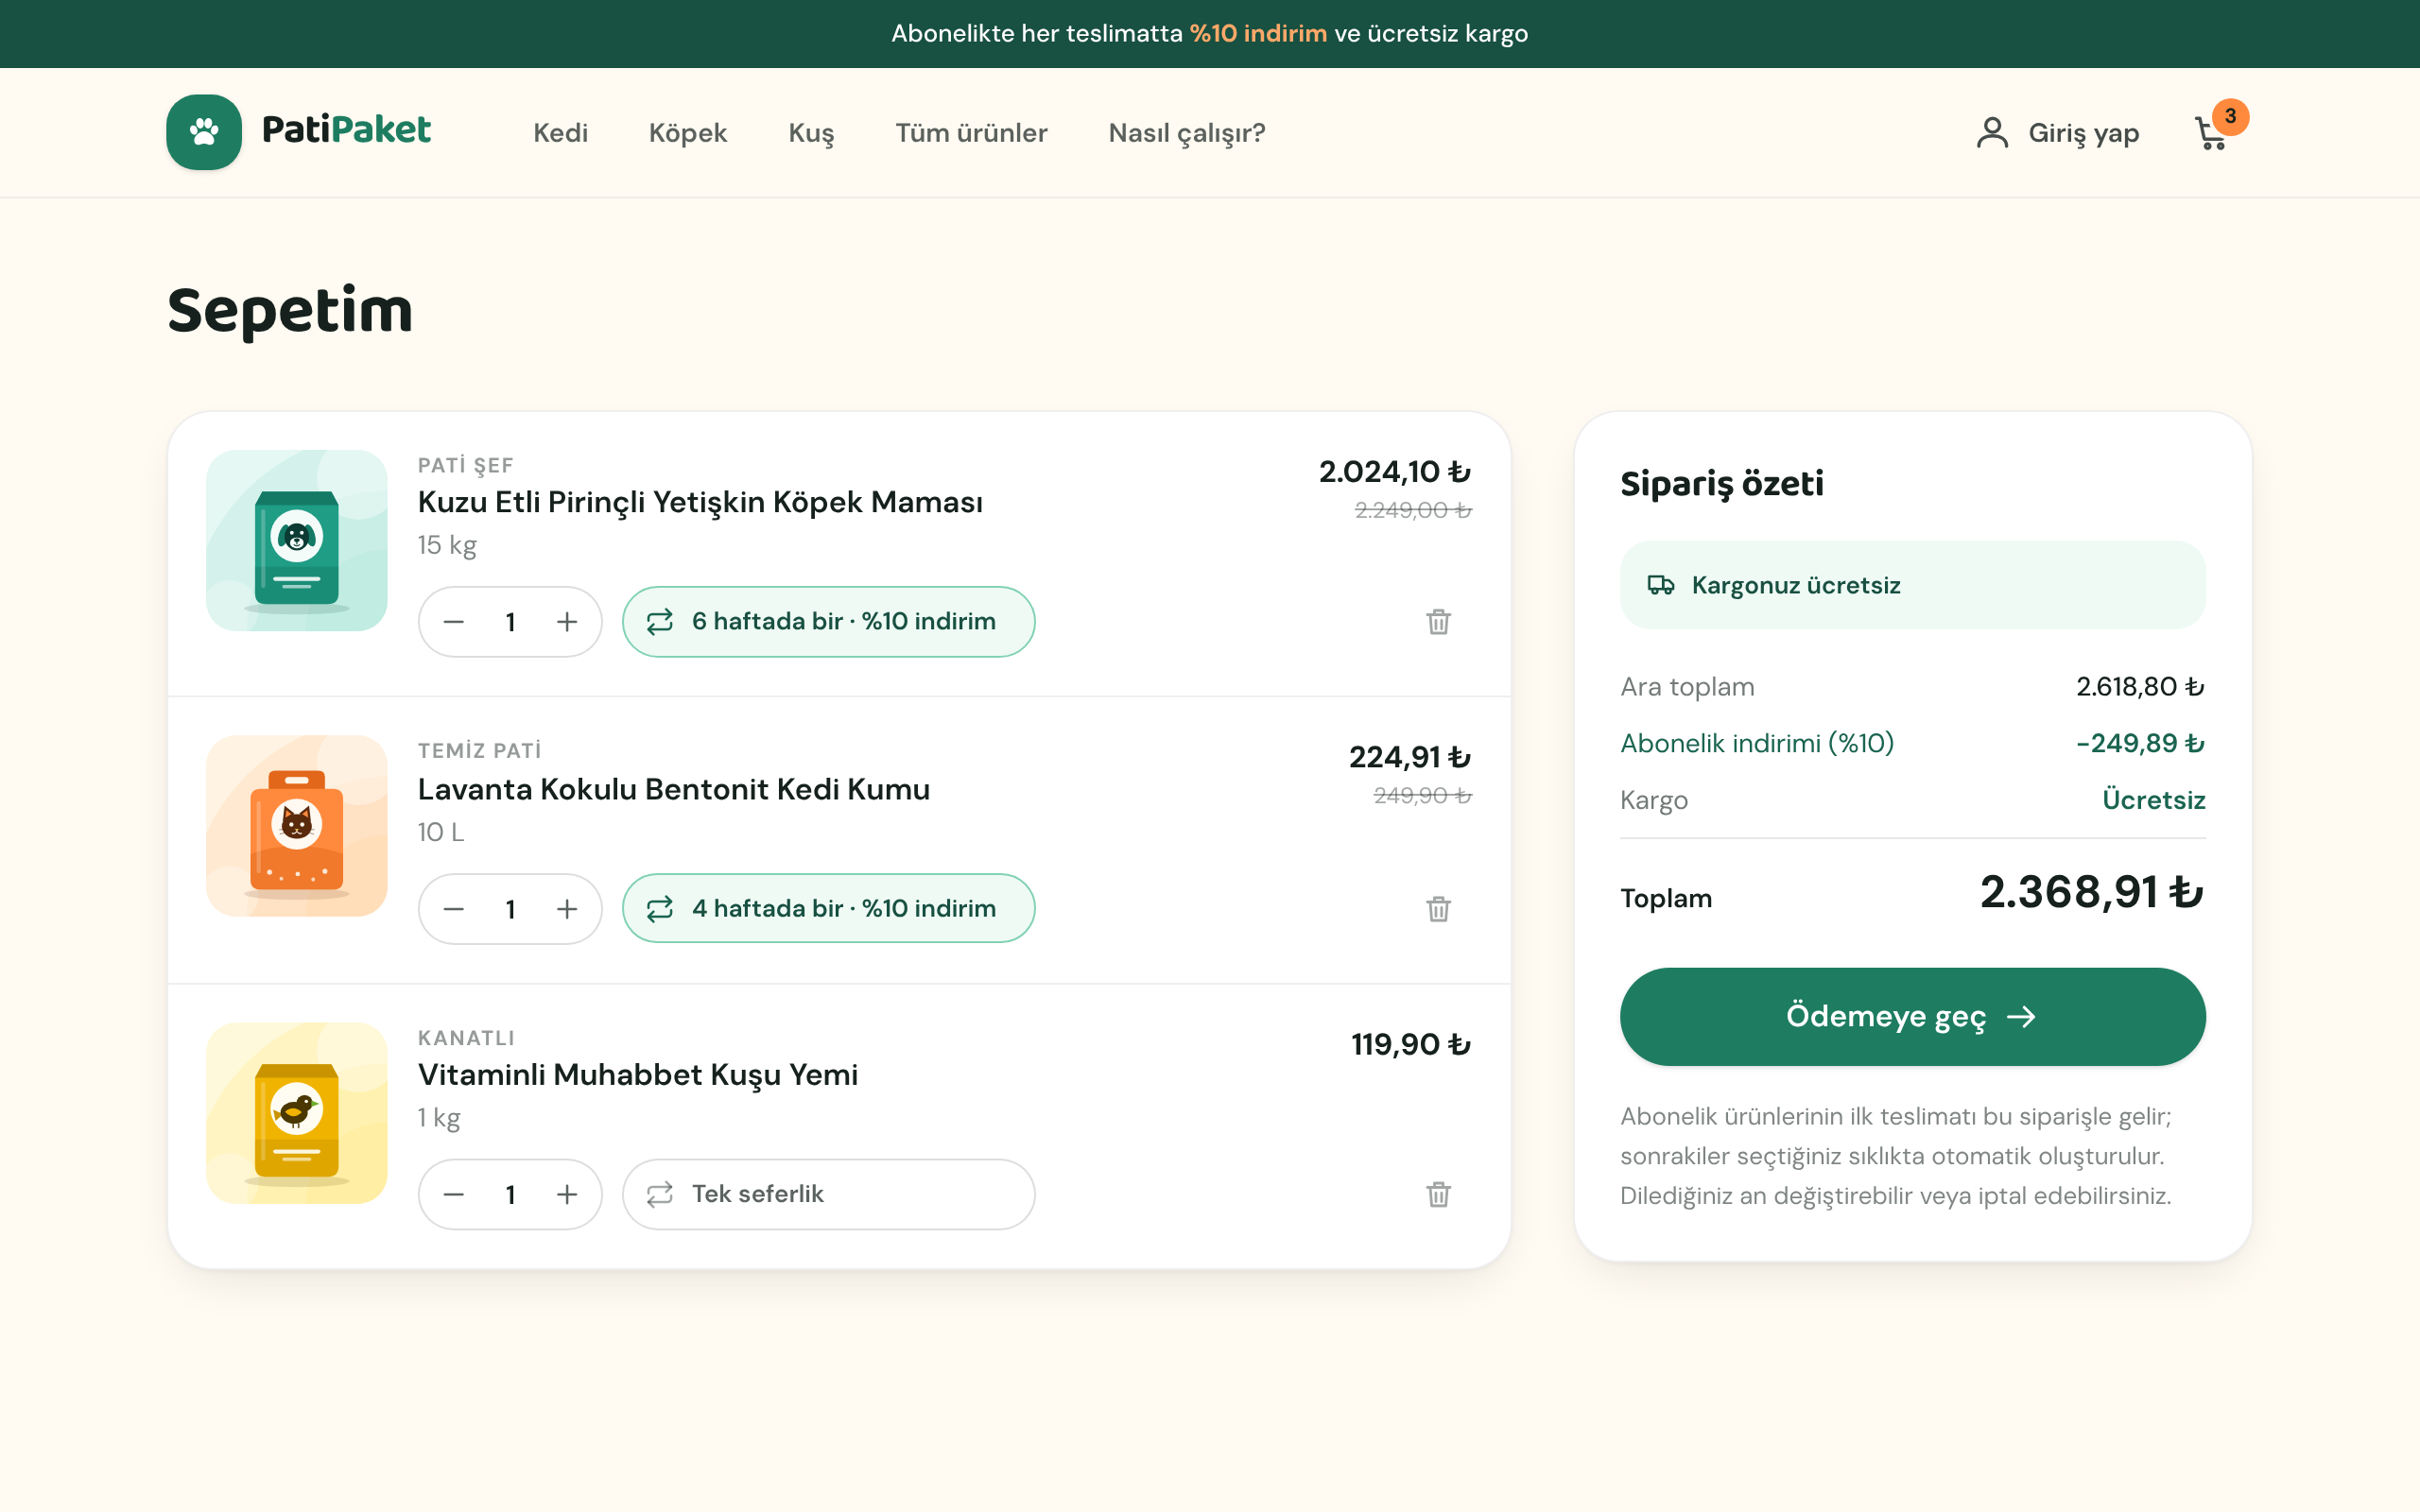 Abonelikte her teslimatta %10 indirim ve ücretsiz kargo
PatiPaket
Kedi
Köpek
Kuş
Tüm ürünler
Nasıl çalışır?
Giriş yap
3
Sepetim
PATİ ŞEF
Kuzu Etli Pirinçli Yetişkin Köpek Maması
15 kg
2.024,10 ₺
2.249,00 ₺
1
6 haftada bir · %10 indirim
TEMİZ PATİ
Lavanta Kokulu Bentonit Kedi Kumu
10 L
224,91 ₺
249,90 ₺
1
4 haftada bir · %10 indirim
KANATLI
Vitaminli Muhabbet Kuşu Yemi
1 kg
119,90 ₺
1
Tek seferlik
Sipariş özeti
Kargonuz ücretsiz
Ara toplam 2.618,80 ₺
Abonelik indirimi (%10) -249,89 ₺
Kargo Ücretsiz
Toplam 2.368,91 ₺
Ödemeye geç →
Abonelik ürünlerinin ilk teslimatı bu siparişle gelir;
sonrakiler seçtiğiniz sıklıkta otomatik oluşturulur.
Dilediğiniz an değiştirebilir veya iptal edebilirsiniz.